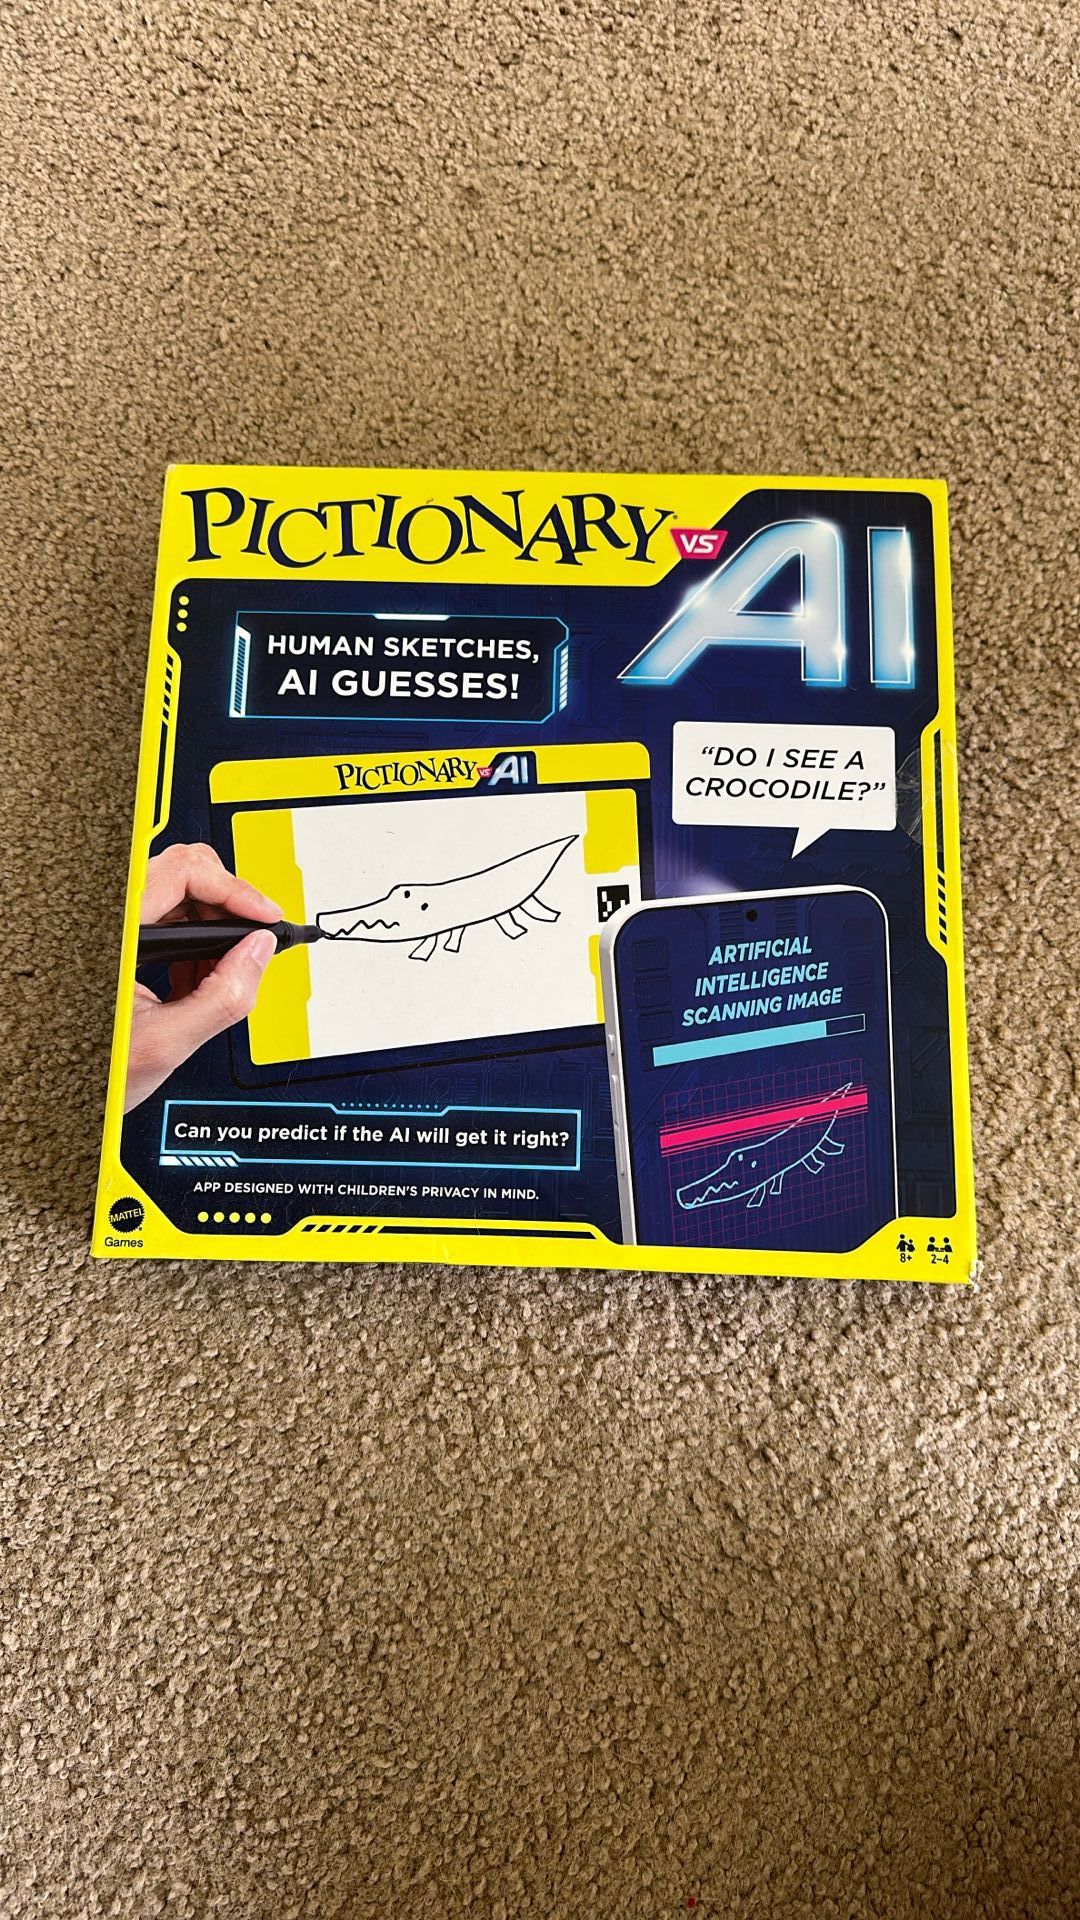 PICTIONARY VS AI
HUMAN SKETCHES,
AI GUESSES!
"DO I SEE A
CROCODILE?"
PICTIONARY VS AI
ARTIFICIAL
INTELLIGENCE
SCANNING IMAGE
Can you predict if the AI will get it right?
APP DESIGNED WITH CHILDREN'S PRIVACY IN MIND.
MATTEL
Games
8+ 2-4